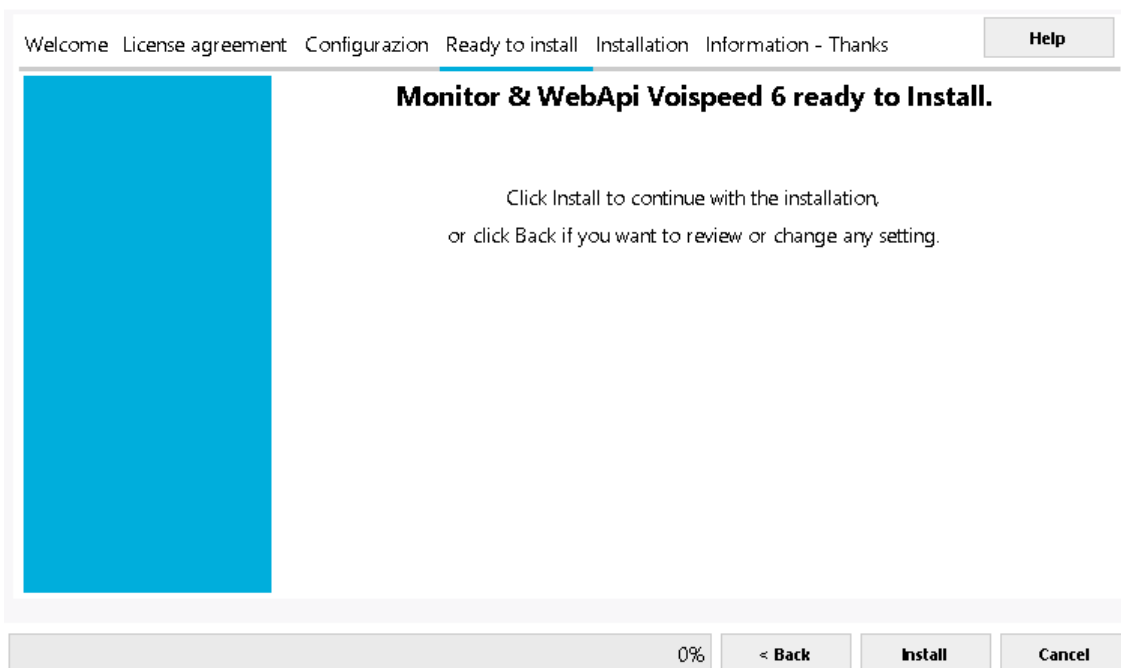 Welcome License agreement Configurazion Ready to install Installation Information - Thanks Help
Monitor & WebApi Voispeed 6 ready to Install.
Click Install to continue with the installation,
or click Back if you want to review or change any setting.
0% < Back Install Cancel